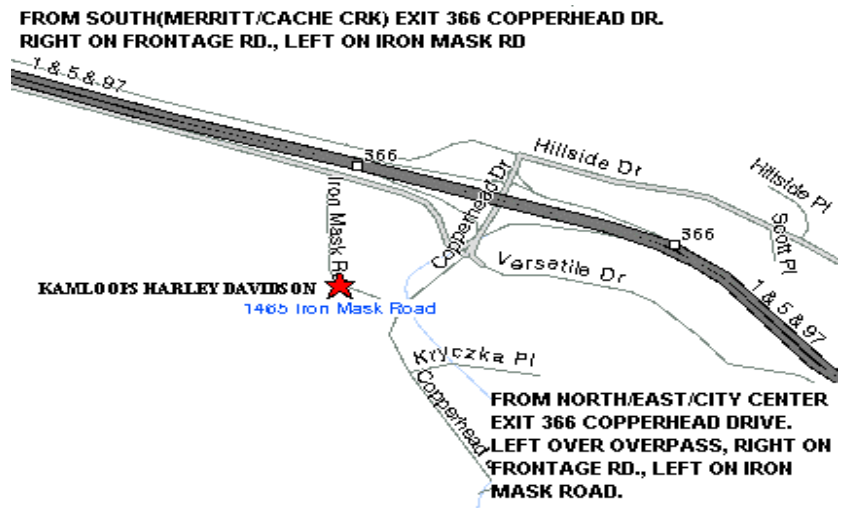 FROM SOUTH(MERRITT/CACHE CRK) EXIT 366 COPPERHEAD DR.
RIGHT ON FRONTAGE RD., LEFT ON IRON MASK RD
1 & 5 & 97
366
Hillside Dr
Hillside Pl
Copperhead Dr
Iron Mask R
Scott Pl
366
Versatile Dr
KAMLOOPS HARLEY DAVIDSON
1465 Iron Mask Road
1 & 5 & 97
Kryczka Pl
Copperhead
FROM NORTH/EAST/CITY CENTER
EXIT 366 COPPERHEAD DRIVE.
LEFT OVER OVERPASS, RIGHT ON
FRONTAGE RD., LEFT ON IRON
MASK ROAD.